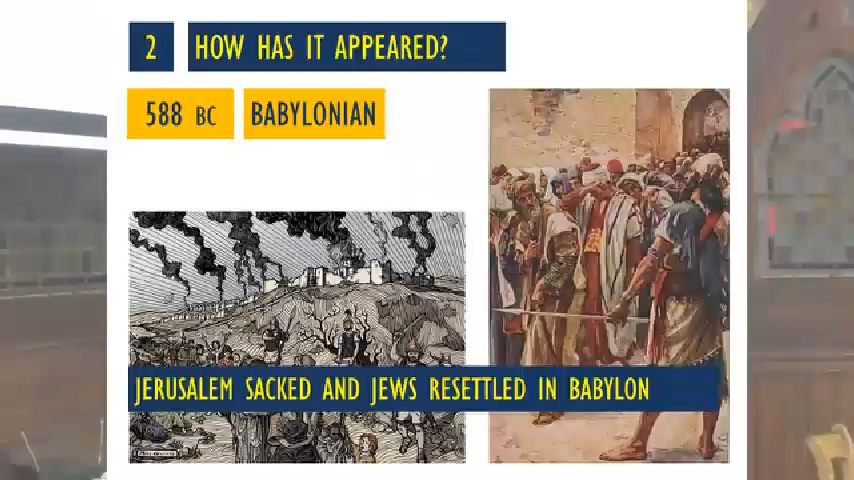 2 HOW HAS IT APPEARED?
588 BC BABYLONIAN
JERUSALEM SACKED AND JEWS RESETTLED IN BABYLON